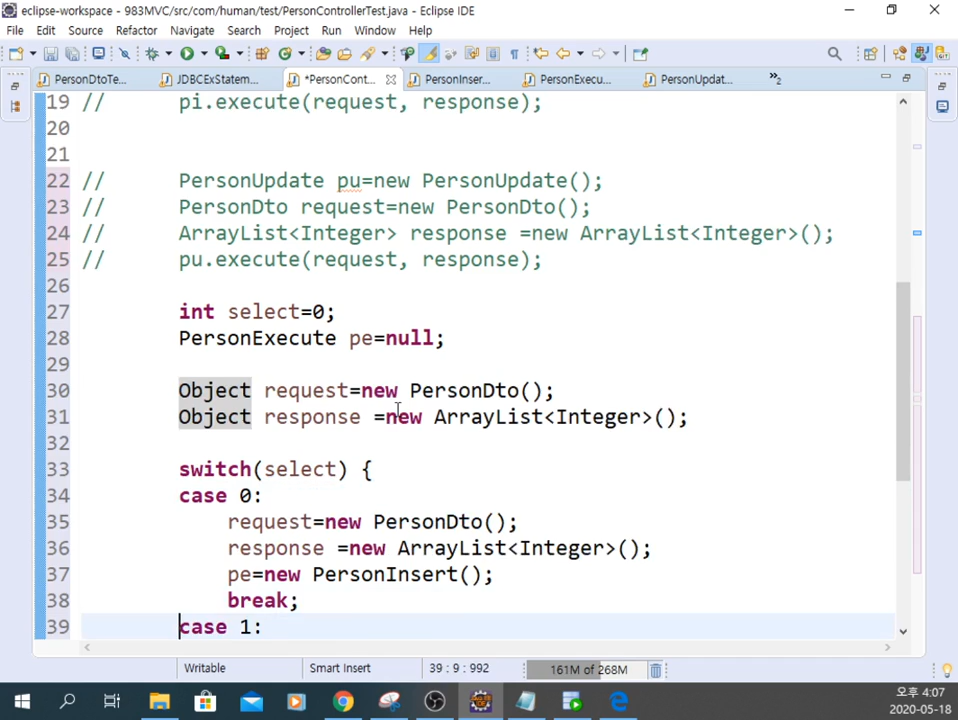 eclipse-workspace - 983MVC/src/com/human/test/PersonControllerTest.java - Eclipse IDE
File Edit Source Refactor Navigate Search Project Run Window Help
PersonDtoTe... JDBCExStatem... *PersonCont... PersonInser... PersonExecu... PersonUpdat... »2
19 // pi.execute(request, response);
20
21
22 // PersonUpdate pu=new PersonUpdate();
23 // PersonDto request=new PersonDto();
24 // ArrayList<Integer> response =new ArrayList<Integer>();
25 // pu.execute(request, response);
26
27 int select=0;
28 PersonExecute pe=null;
29
30 Object request=new PersonDto();
31 Object response =new ArrayList<Integer>();
32
33 switch(select) {
34 case 0:
35 request=new PersonDto();
36 response =new ArrayList<Integer>();
37 pe=new PersonInsert();
38 break;
39 case 1:
Writable Smart Insert 39 : 9 : 992 161M of 268M
오후 4:07
2020-05-18